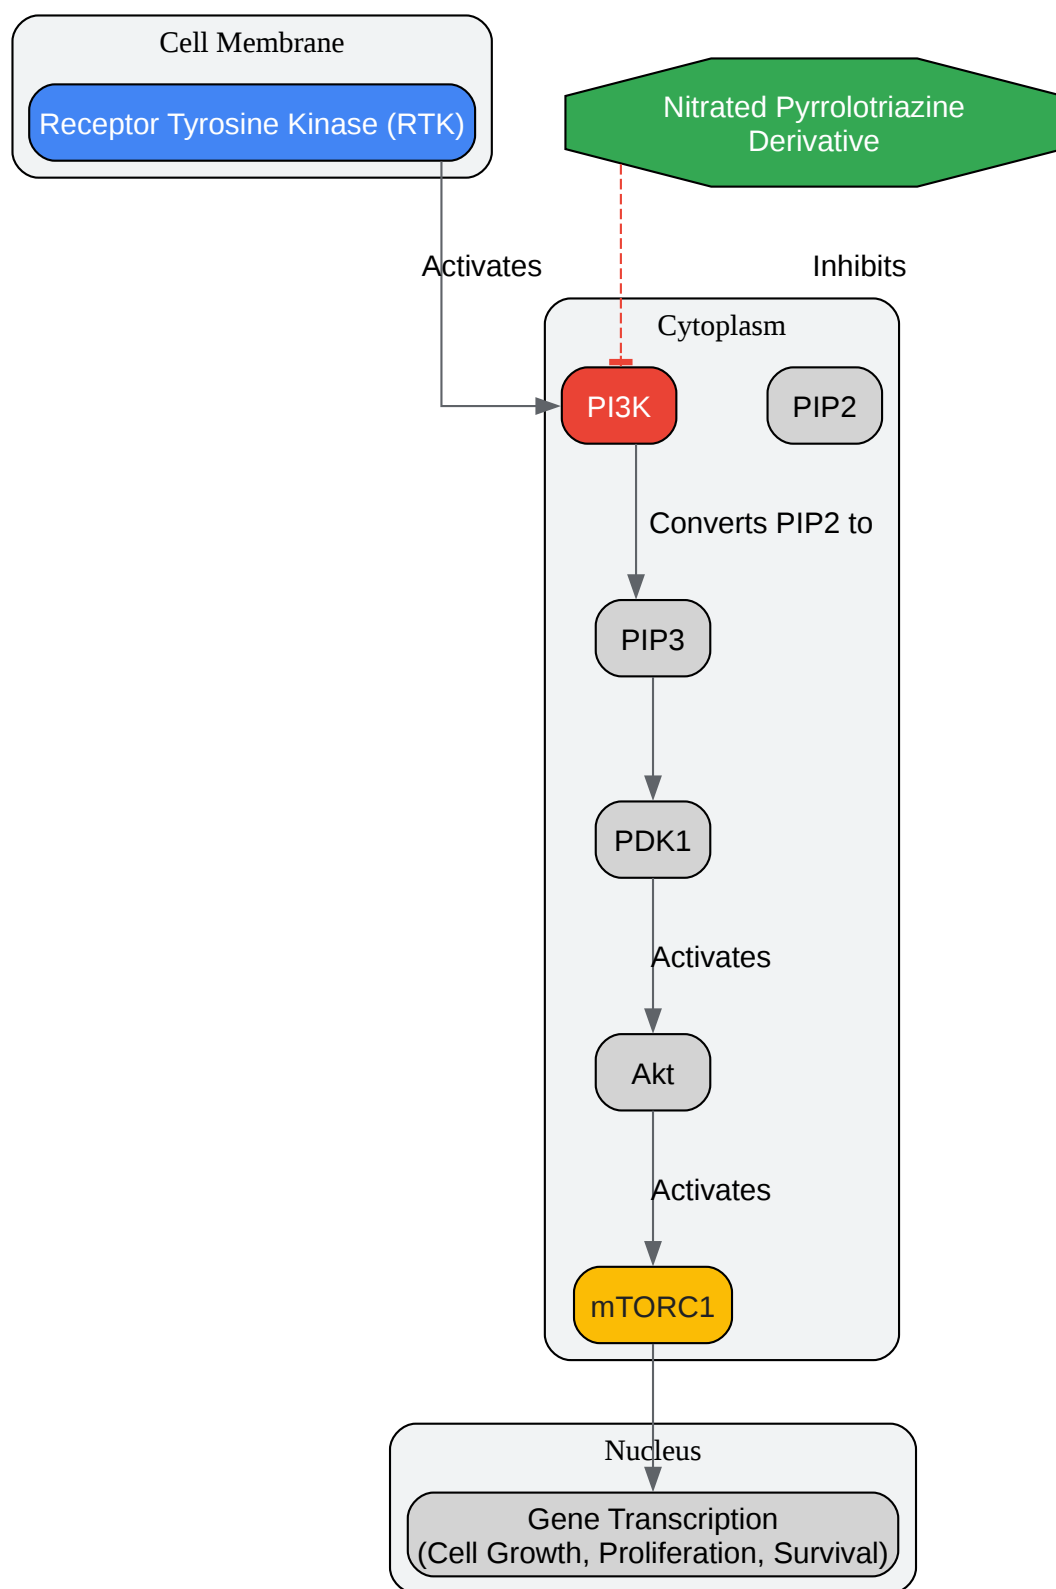 Cell Membrane
Receptor Tyrosine Kinase (RTK)
Nitrated Pyrrolotriazine
Derivative
Activates
Inhibits
Cytoplasm
PI3K
PIP2
Converts PIP2 to
PIP3
PDK1
Activates
Akt
Activates
mTORC1
Nucleus
Gene Transcription
(Cell Growth, Proliferation, Survival)